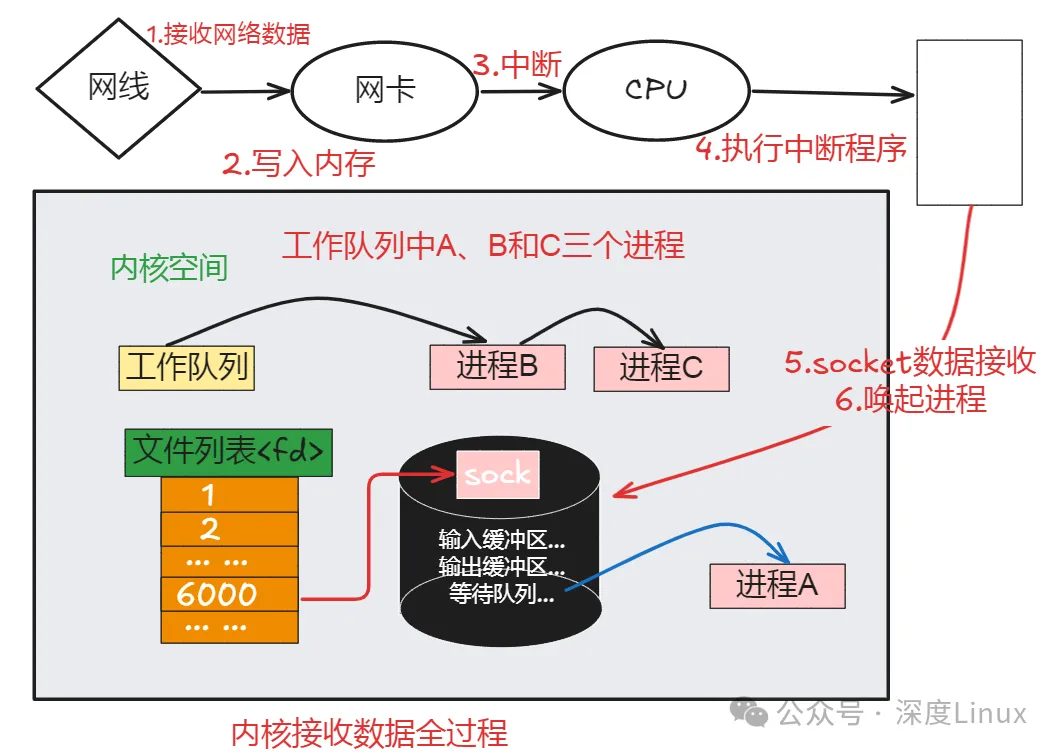 1.接收网络数据
网线
网卡
3.中断
CPU
2.写入内存
4.执行中断程序
工作队列中A、B和C三个进程
内核空间
工作队列
进程B
进程C
5.socket数据接收
6.唤起进程
文件列表<fd>
1
2
... ...
6000
... ...
sock
输入缓冲区...
输出缓冲区...
等待队列...
进程A
公众号 · 深度Linux
内核接收数据全过程